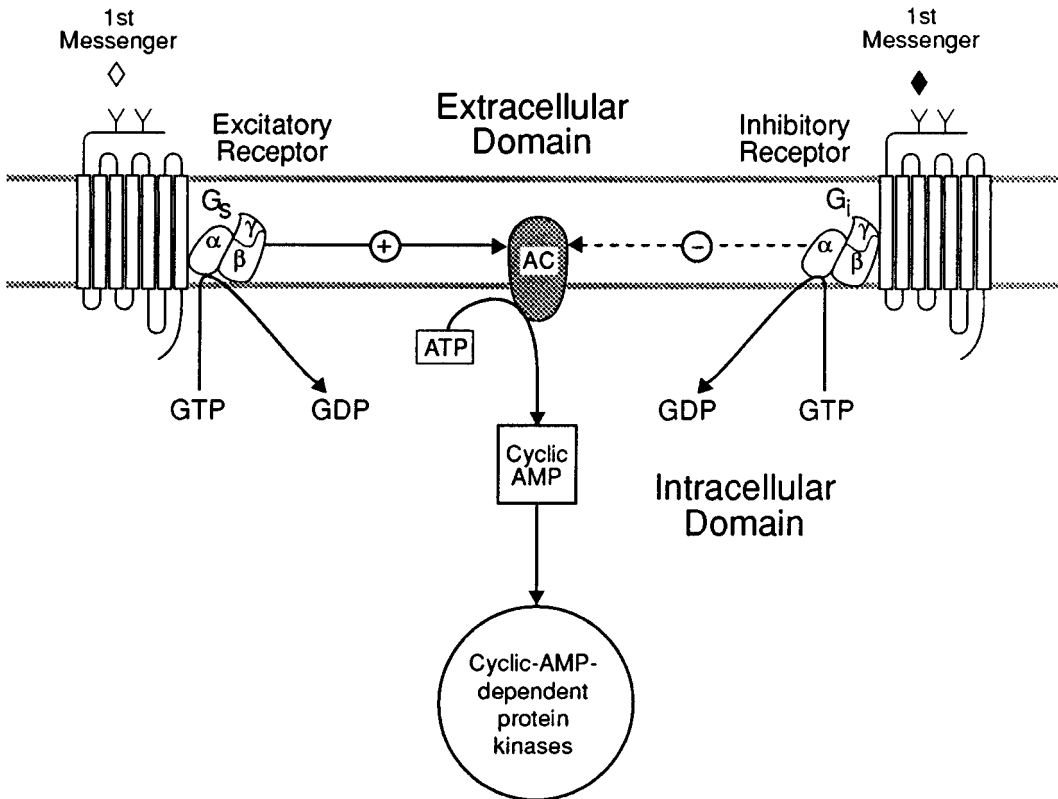 1st
Messenger
1st
Messenger
Excitatory
Receptor
Extracellular
Domain
Inhibitory
Receptor
Gs
α
γ
β
+
AC
−
Gi
α
γ
β
ATP
GTP
GDP
GDP
GTP
Cyclic
AMP
Intracellular
Domain
Cyclic-AMP-
dependent
protein
kinases